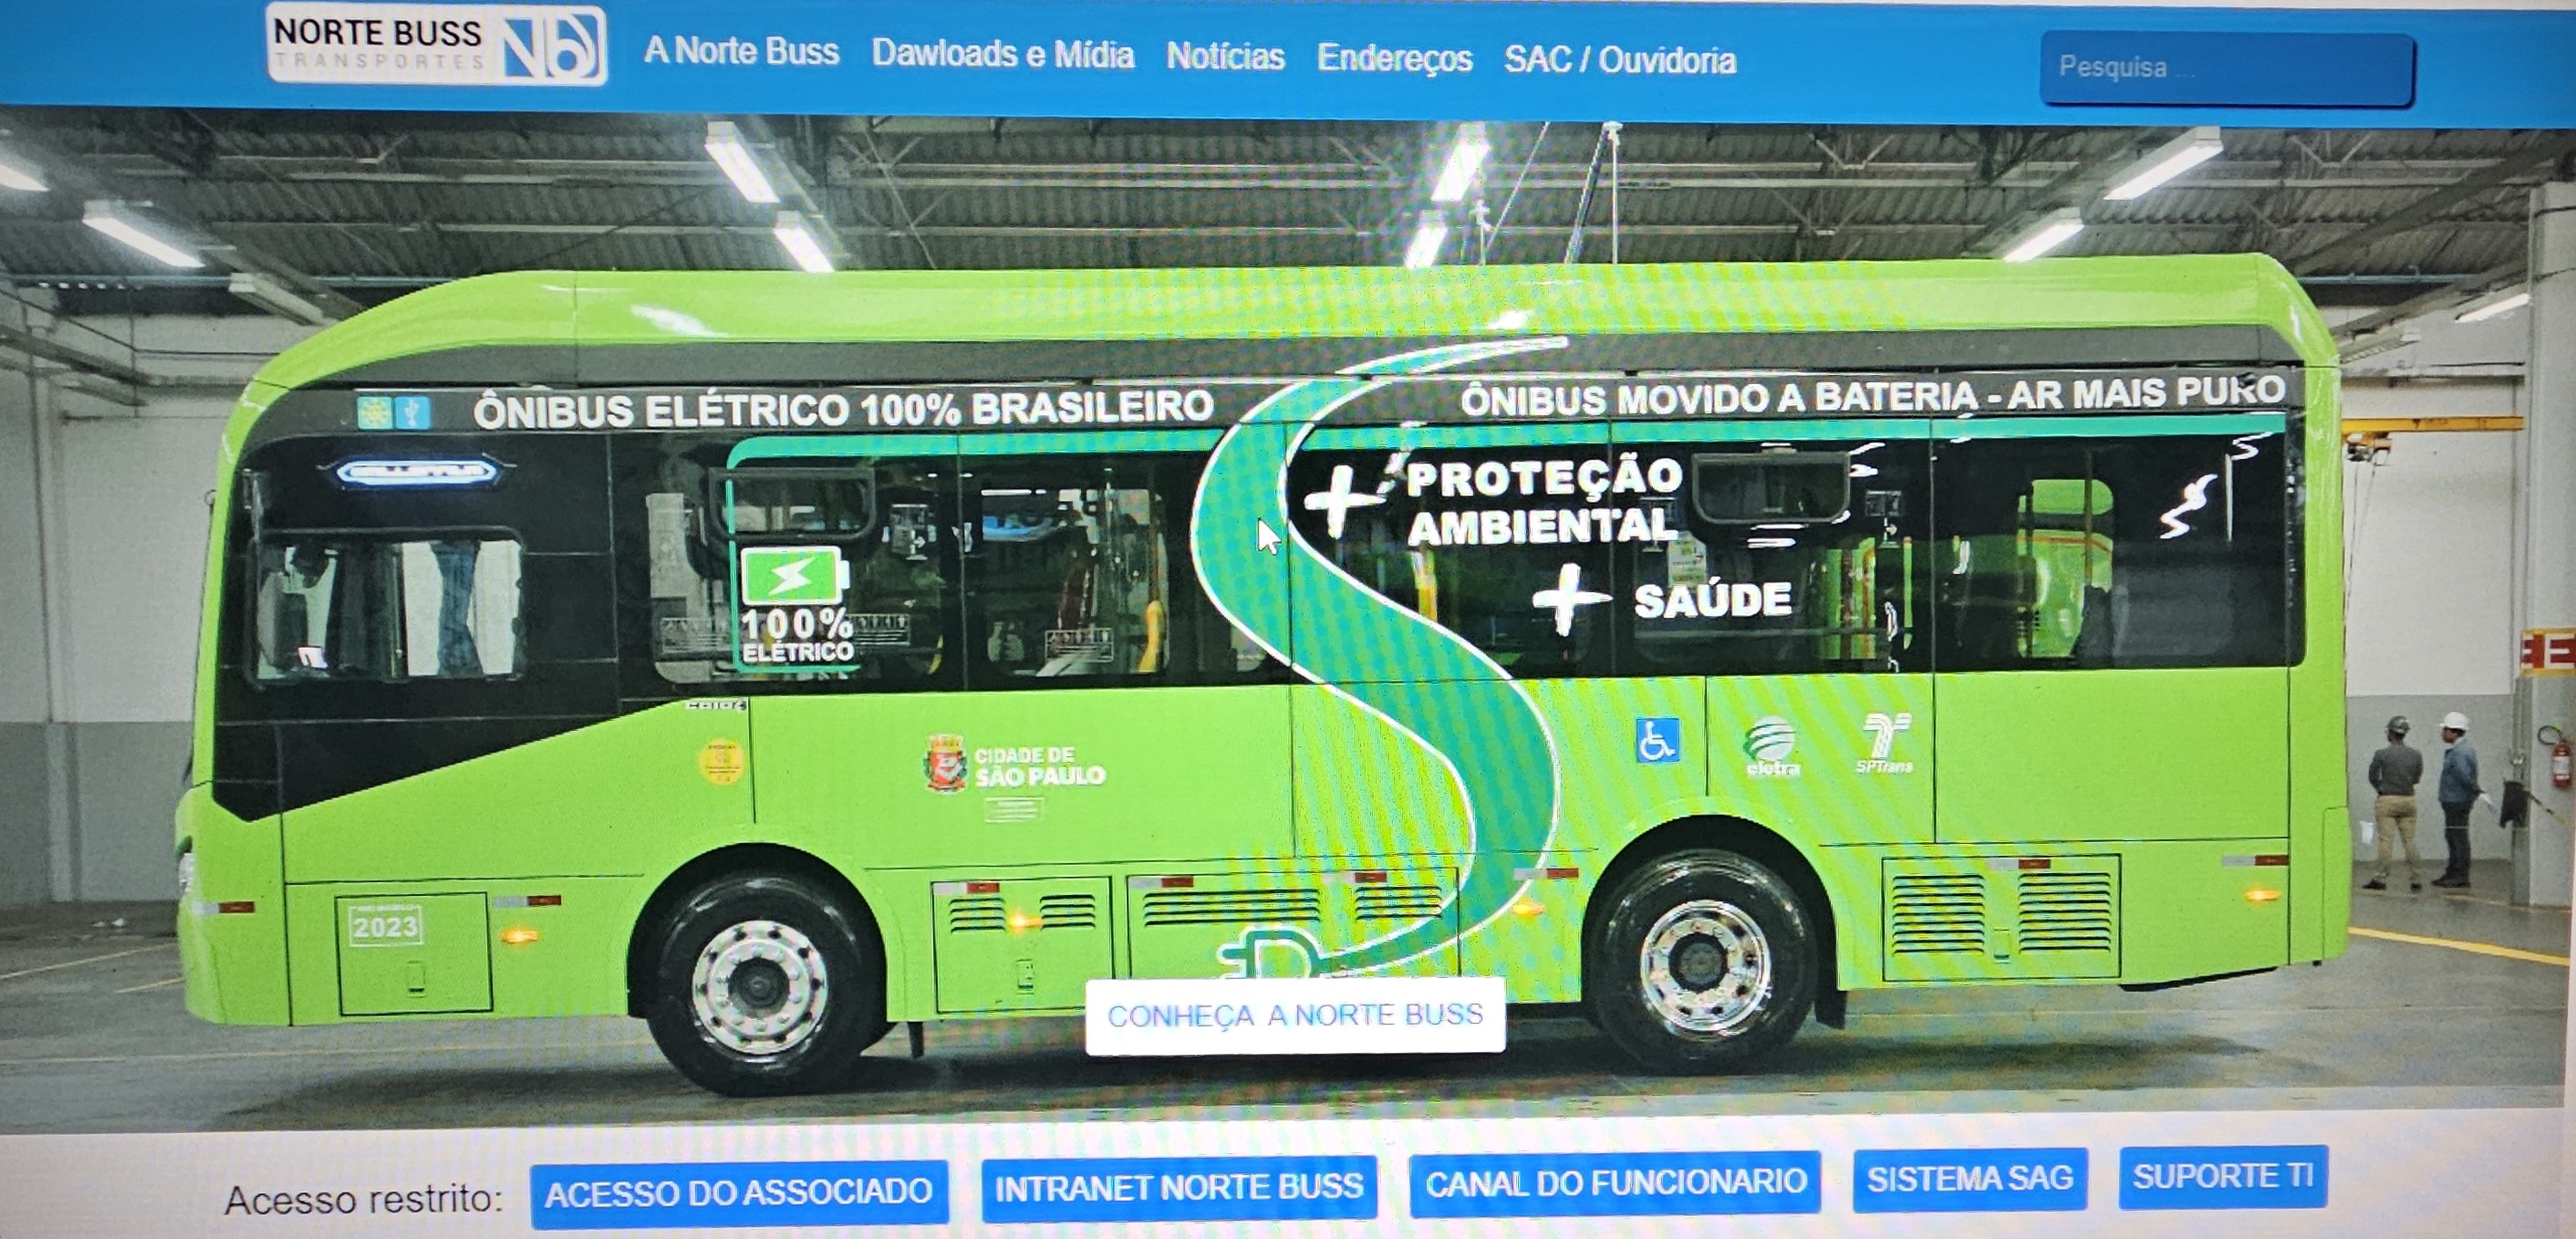 NORTE BUSS
TRANSPORTES
A Norte Buss Dawloads e Mídia Notícias Endereços SAC / Ouvidoria
Pesquisa ...
ÔNIBUS ELÉTRICO 100% BRASILEIRO
ÔNIBUS MOVIDO A BATERIA - AR MAIS PURO
+ PROTEÇÃO
AMBIENTAL
+ SAÚDE
100%
ELÉTRICO
CIDADE DE
SÃO PAULO
eletra
SPTrans
2023
CONHEÇA A NORTE BUSS
Acesso restrito: ACESSO DO ASSOCIADO INTRANET NORTE BUSS CANAL DO FUNCIONARIO SISTEMA SAG SUPORTE TI